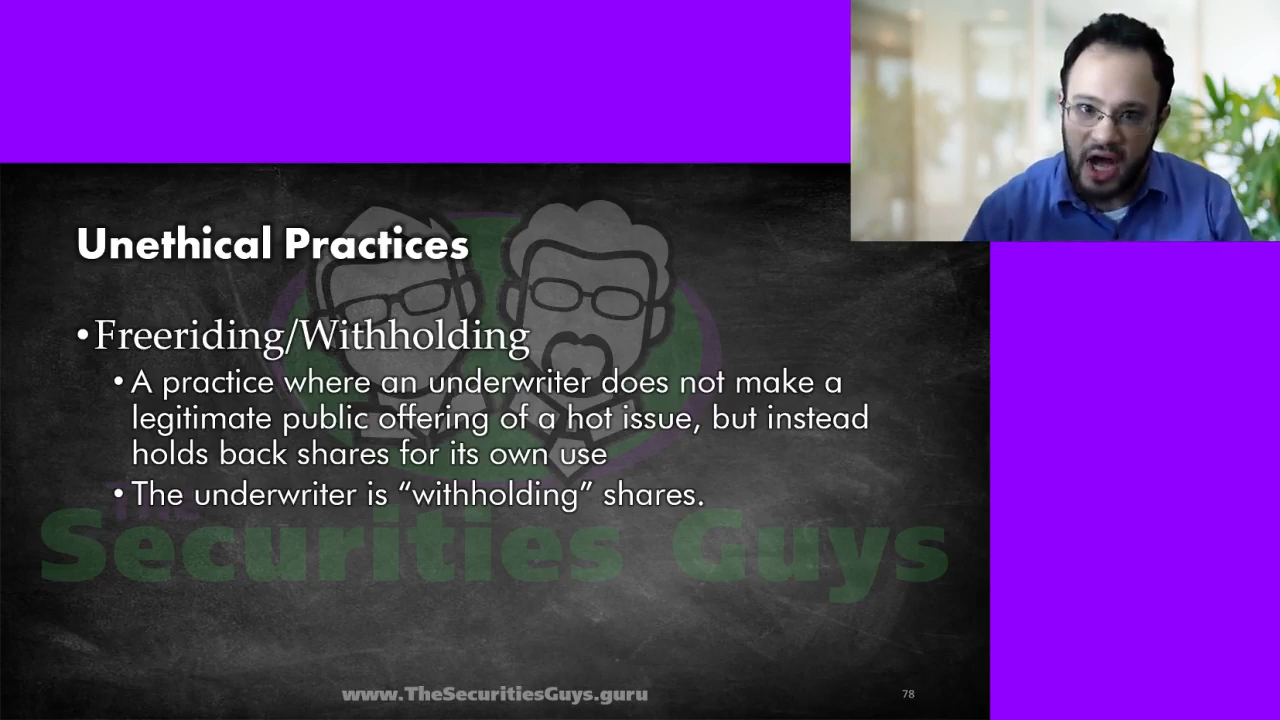 Unethical Practices
•Freeriding/Withholding
• A practice where an underwriter does not make a
legitimate public offering of a hot issue, but instead
holds back shares for its own use
• The underwriter is “withholding” shares.
The
Securities Guys
www.TheSecuritiesGuys.guru
78